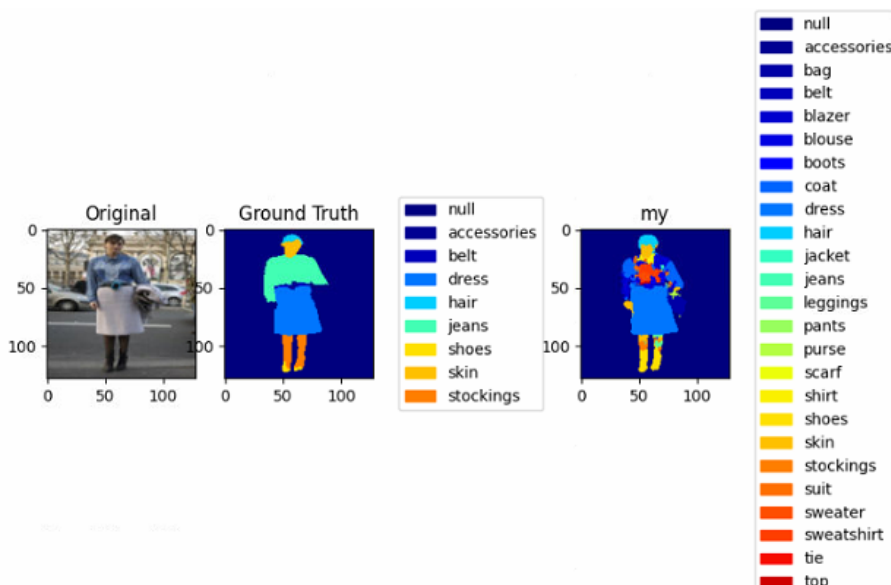 Original
Ground Truth
my
0
50
100
0
50
100
0
50
100
0
50
100
0
50
100
0
50
100
null
accessories
belt
dress
hair
jeans
shoes
skin
stockings
null
accessories
bag
belt
blazer
blouse
boots
coat
dress
hair
jacket
jeans
leggings
pants
purse
scarf
shirt
shoes
skin
stockings
suit
sweater
sweatshirt
tie
top